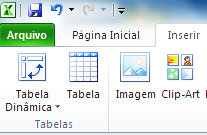 Arquivo Página Inicial Inserir
Tabela Dinâmica Tabela Imagem Clip-Art
Tabelas